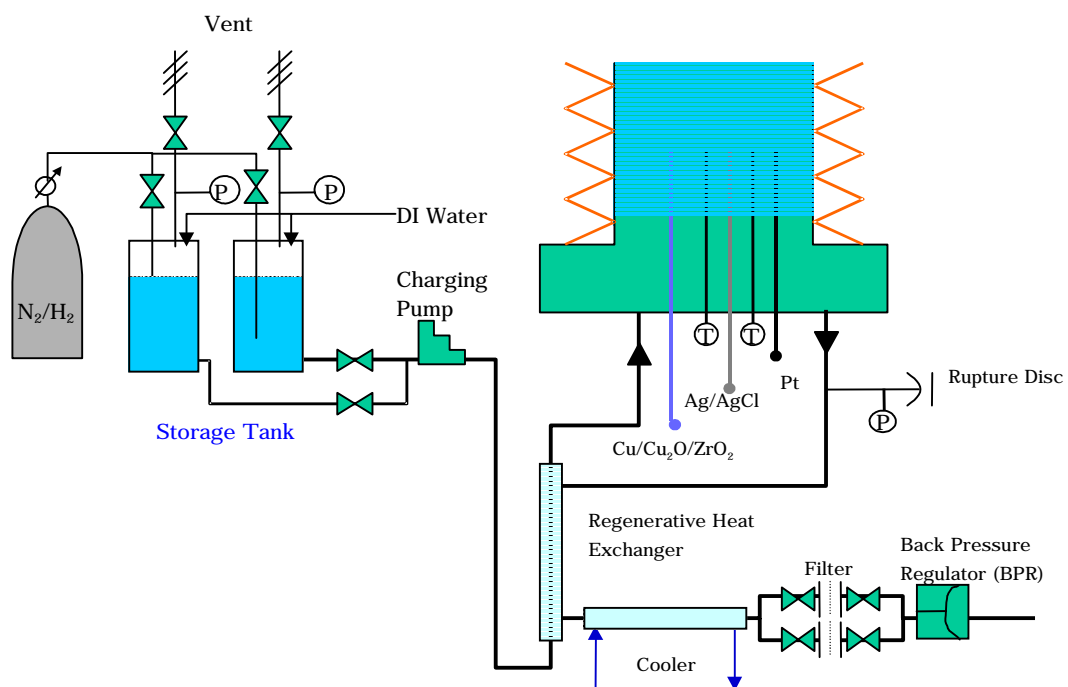 Vent
P
P
DI Water
N₂/H₂
Charging
Pump
Storage Tank
T
T
Pt
Ag/AgCl
Cu/Cu₂O/ZrO₂
Rupture Disc
P
Regenerative Heat
Exchanger
Filter
Back Pressure
Regulator (BPR)
Cooler